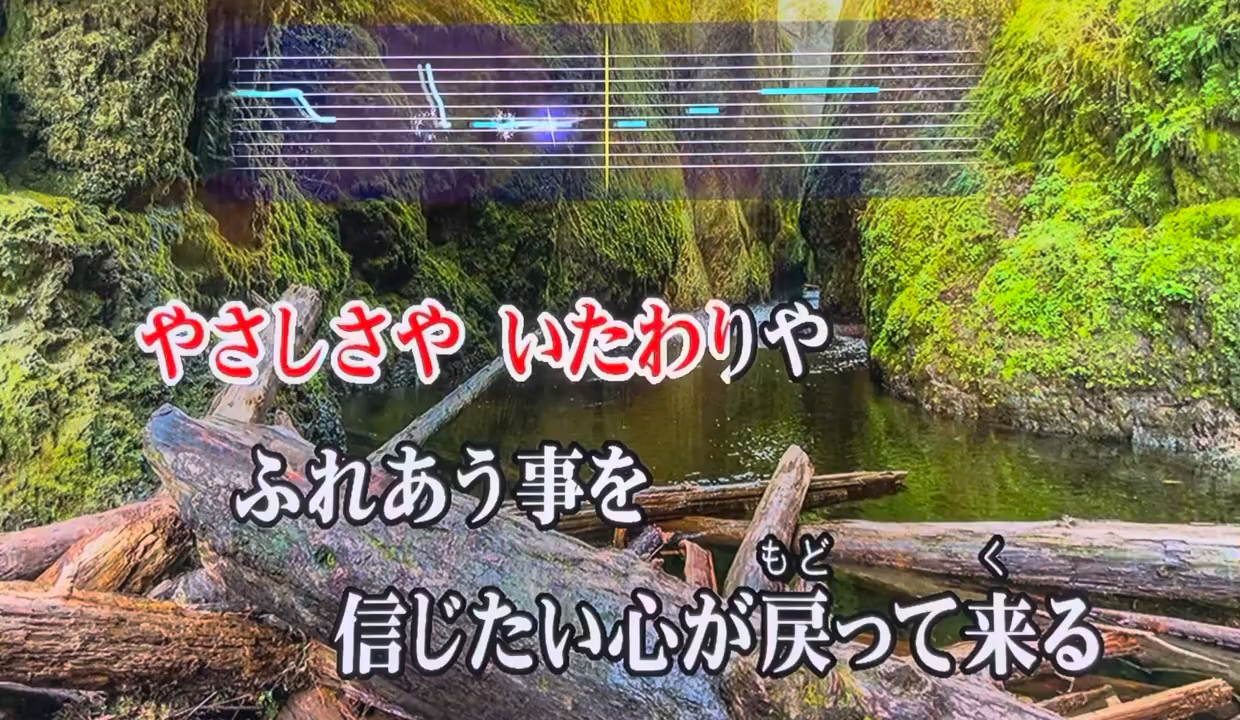 やさしさや いたわりや
ふれあう事を
もど く
信じたい心が戻って来る